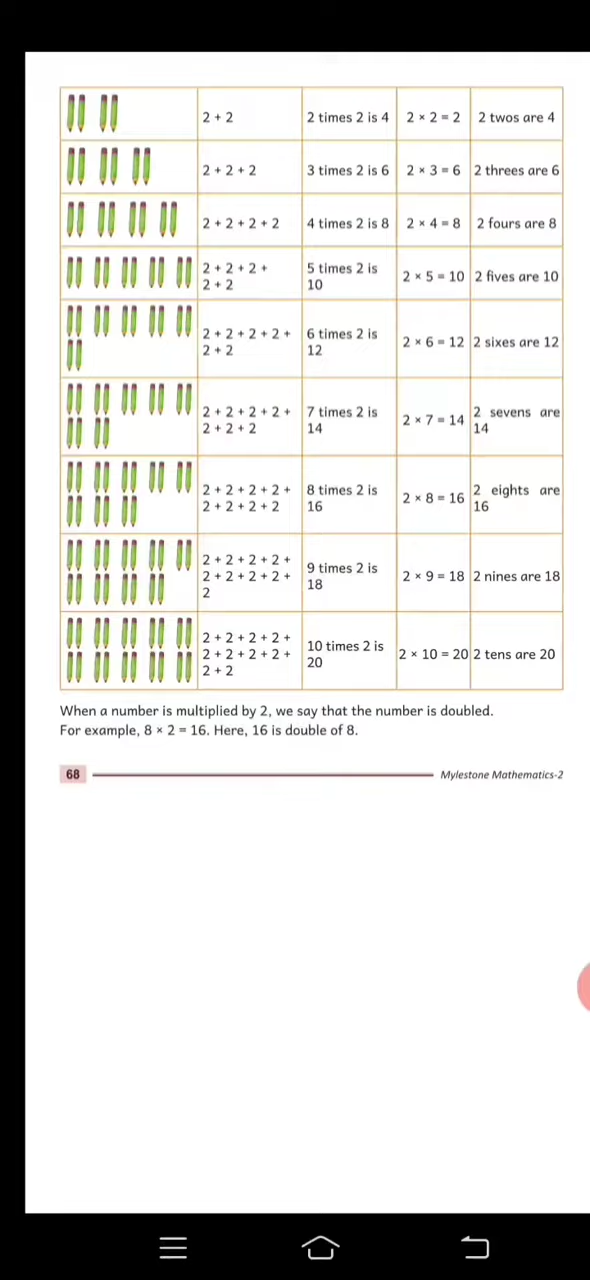 2 + 2 2 times 2 is 4 2 × 2 = 2 2 twos are 4
2 + 2 + 2 3 times 2 is 6 2 × 3 = 6 2 threes are 6
2 + 2 + 2 + 2 4 times 2 is 8 2 × 4 = 8 2 fours are 8
2 + 2 + 2 +
2 + 2
5 times 2 is
10
2 × 5 = 10
2 fives are 10
2 + 2 + 2 + 2 +
2 + 2
6 times 2 is
12
2 × 6 = 12
2 sixes are 12
2 + 2 + 2 + 2 +
2 + 2 + 2
7 times 2 is
14
2 × 7 = 14
2 sevens are
14
2 + 2 + 2 + 2 +
2 + 2 + 2 + 2
8 times 2 is
16
2 × 8 = 16
2 eights are
16
2 + 2 + 2 + 2 +
2 + 2 + 2 + 2 +
2
9 times 2 is
18
2 × 9 = 18
2 nines are 18
2 + 2 + 2 + 2 +
2 + 2 + 2 + 2 +
2 + 2
10 times 2 is
20
2 × 10 = 20
2 tens are 20
When a number is multiplied by 2, we say that the number is doubled.
For example, 8 × 2 = 16. Here, 16 is double of 8.
68 Mylestone Mathematics-2